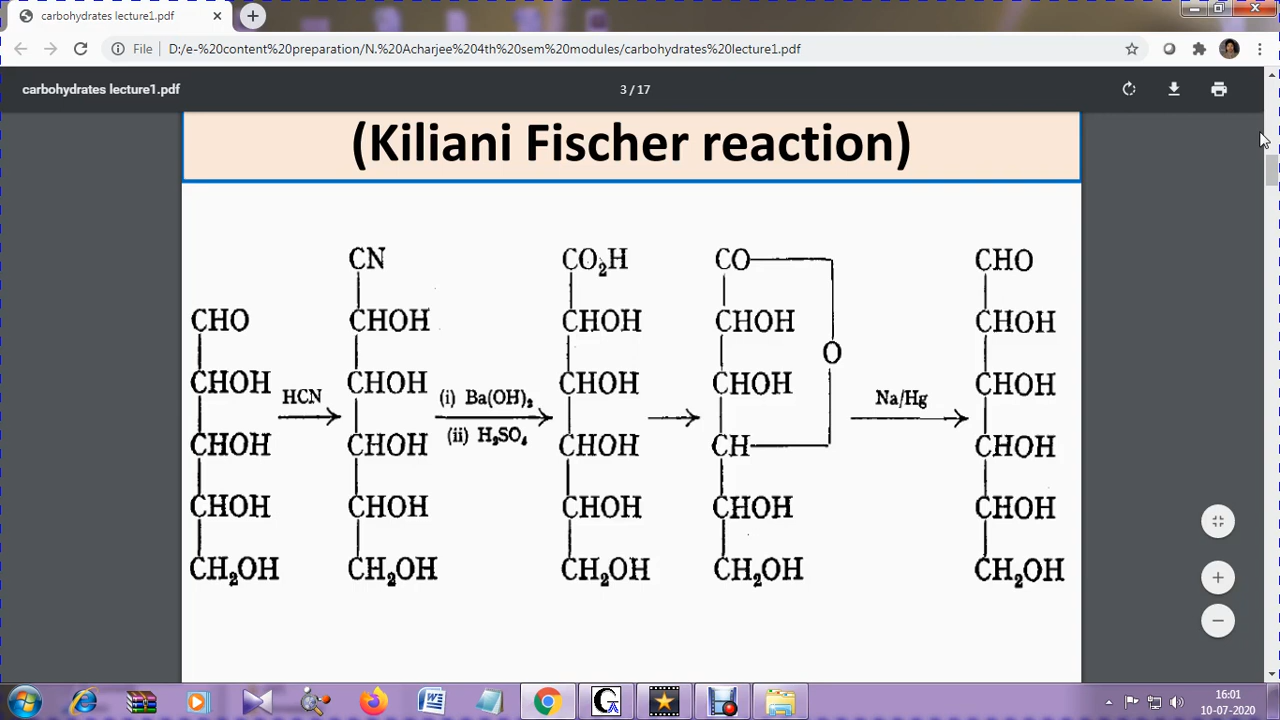 carbohydrates lecture1.pdf
File D:/e-%20content%20preparation/N.%20Acharjee%204th%20sem%20modules/carbohydrates%20lecture1.pdf
carbohydrates lecture1.pdf 3 / 17
(Kiliani Fischer reaction)
CN CO₂H CO CHO
CHO CHOH CHOH CHOH CHOH
O
CHOH CHOH CHOH CHOH CHOH
HCN (i) Ba(OH)₂ Na/Hg
(ii) H₂SO₄
CHOH CHOH CHOH CH CHOH
CHOH CHOH CHOH CHOH CHOH
CH₂OH CH₂OH CH₂OH CH₂OH CH₂OH
16:01
10-07-2020